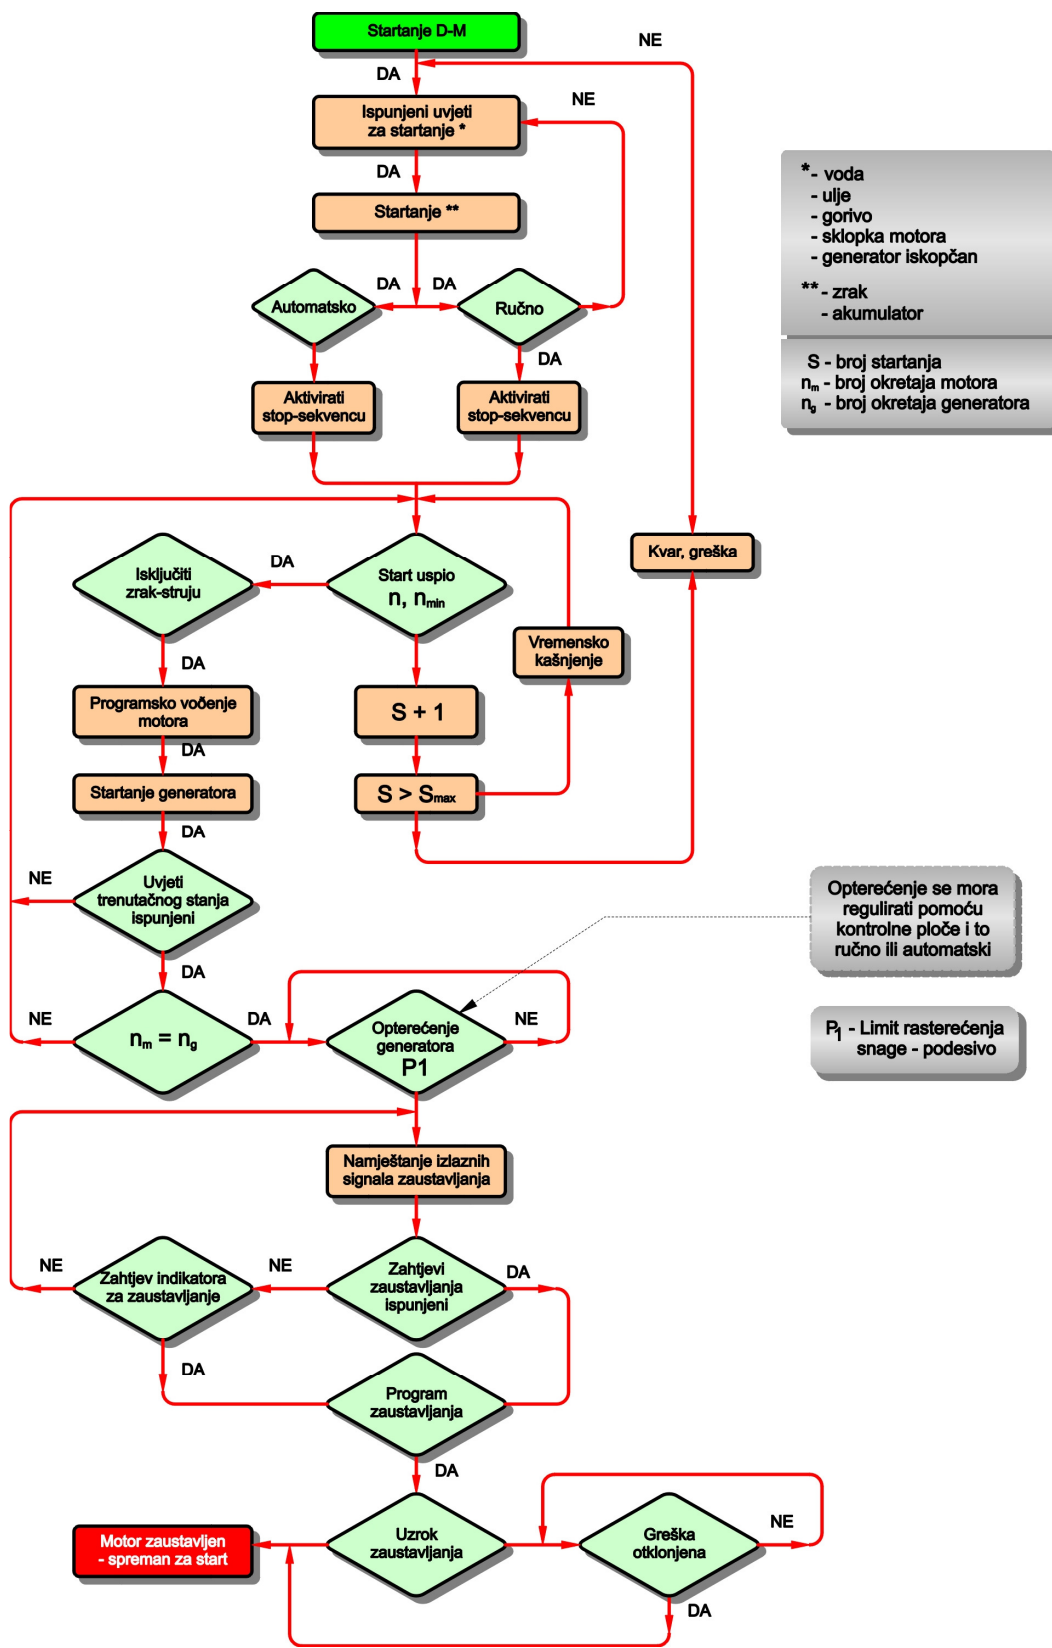 Startanje D-M
NE
DA
Ispunjeni uvjeti
za startanje *
NE
DA
Startanje **
DA
DA
Automatsko
Ručno
DA
Aktivirati
stop-sekvencu
Aktivirati
stop-sekvencu
* - voda
- ulje
- gorivo
- sklopka motora
- generator iskopčan
** - zrak
- akumulator
S - broj startanja
nm - broj okretaja motora
ng - broj okretaja generatora
Kvar, greška
Isključiti
zrak-struju
DA
Start uspio
n, nmin
Vremensko
kašnjenje
DA
Programsko vođenje
motora
S + 1
DA
Startanje generatora
S > Smax
DA
NE
Uvjeti
trenutačnog stanja
ispunjeni
Opterećenje se mora
regulirati pomoću
kontrolne ploče i to
ručno ili automatski
DA
NE
nm = ng
DA
Opterećenje
generatora
P1
NE
P1 - Limit rasterećenja
snage - podesivo
Namještanje izlaznih
signala zaustavljanja
NE
Zahtjev indikatora
za zaustavljanje
NE
Zahtjevi
zaustavljanja
ispunjeni
DA
DA
Program
zaustavljanja
DA
Motor zaustavljen
- spreman za start
Uzrok
zaustavljanja
Greška
otklonjena
NE
DA